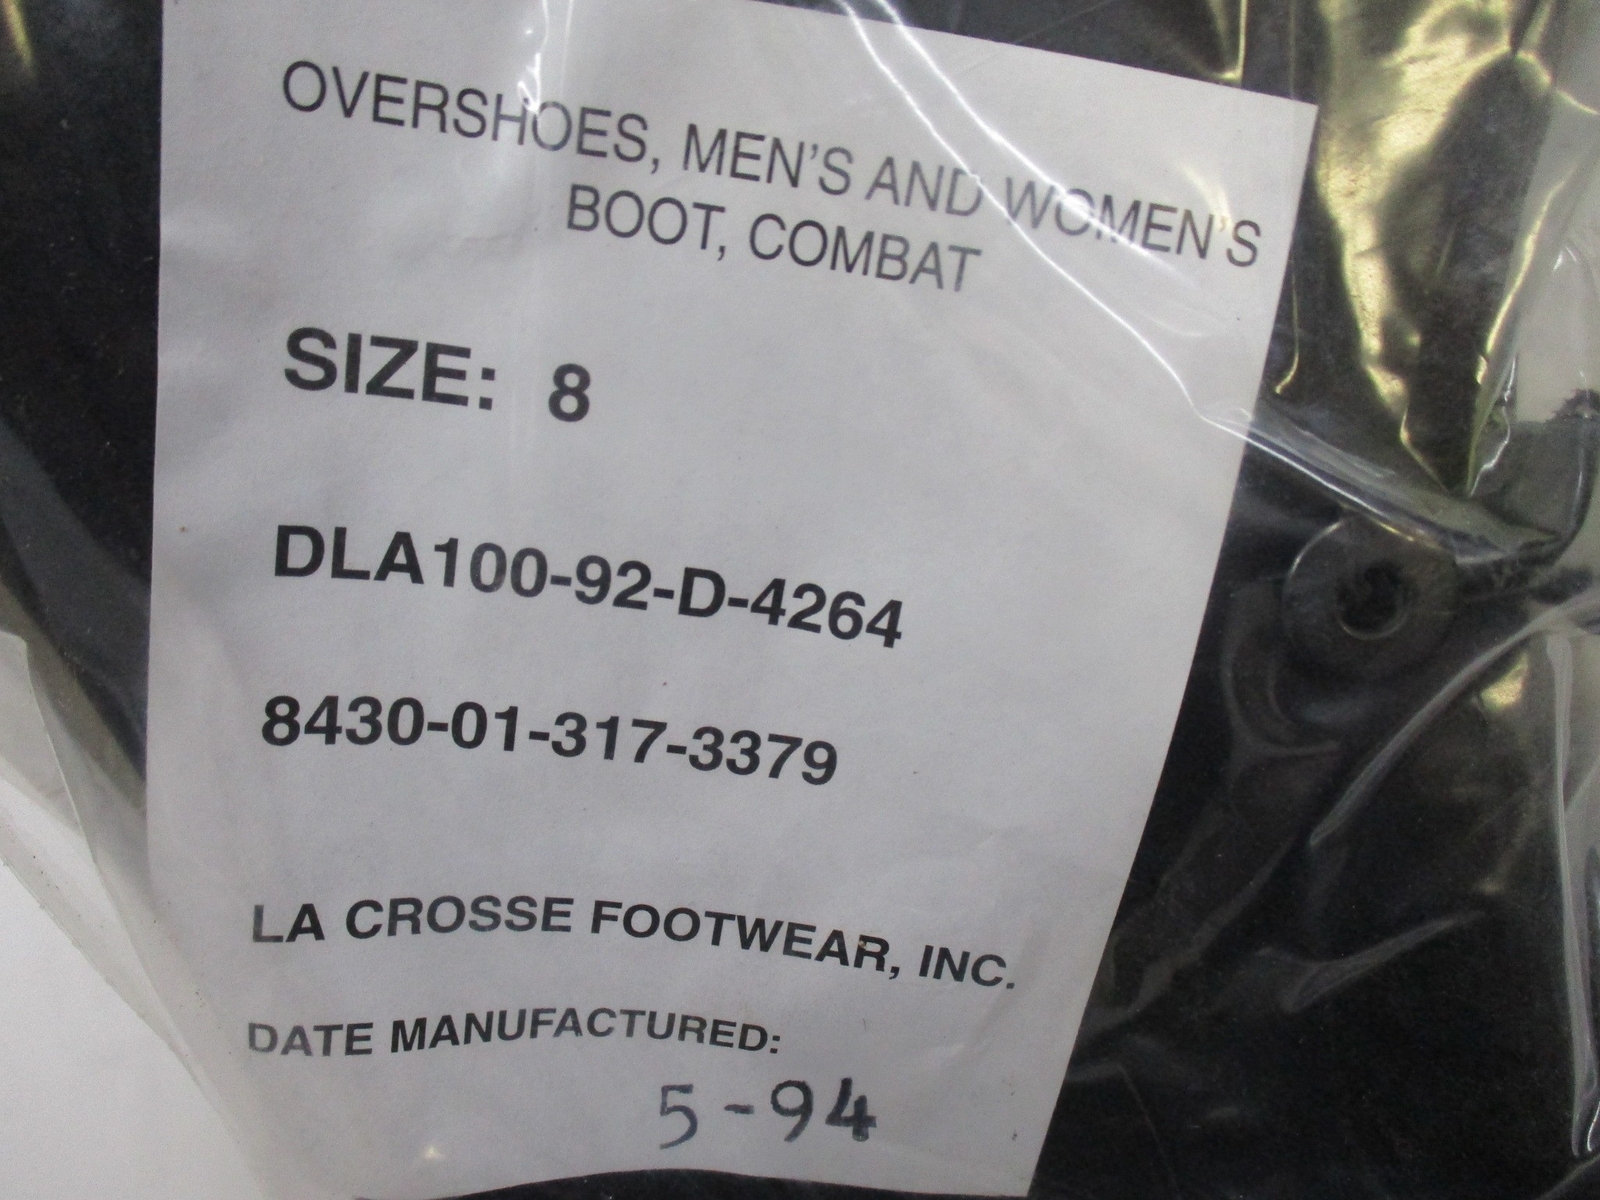 OVERSHOES, MEN'S AND WOMEN'S
BOOT, COMBAT
SIZE: 8
DLA100-92-D-4264
8430-01-317-3379
LA CROSSE FOOTWEAR, INC.
DATE MANUFACTURED:
5-94